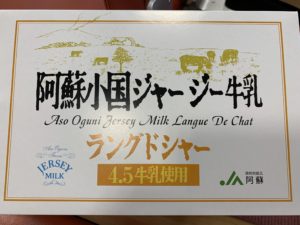 阿蘇小国ジャージー牛乳
Aso Oguni Jersey Milk Langue De Chat
ラングドシャー
4.5牛乳使用
JERSEY
MILK
JA
阿蘇